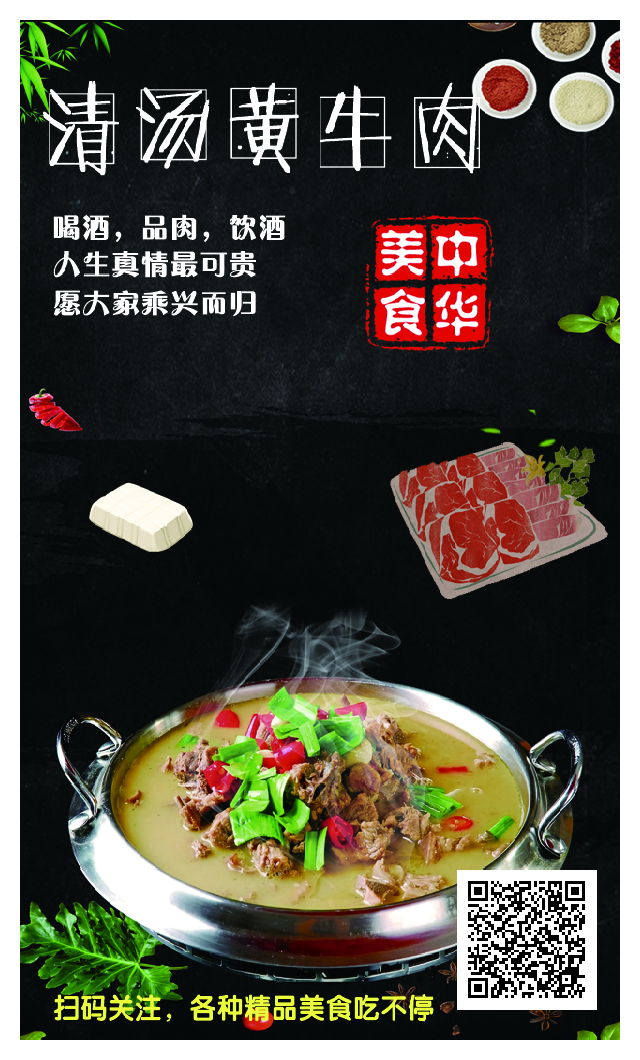 清汤黄牛肉
喝酒，品肉，饮酒
人生真情最可贵
愿大家乘兴而归
中华
美食
扫码关注，各种精品美食吃不停